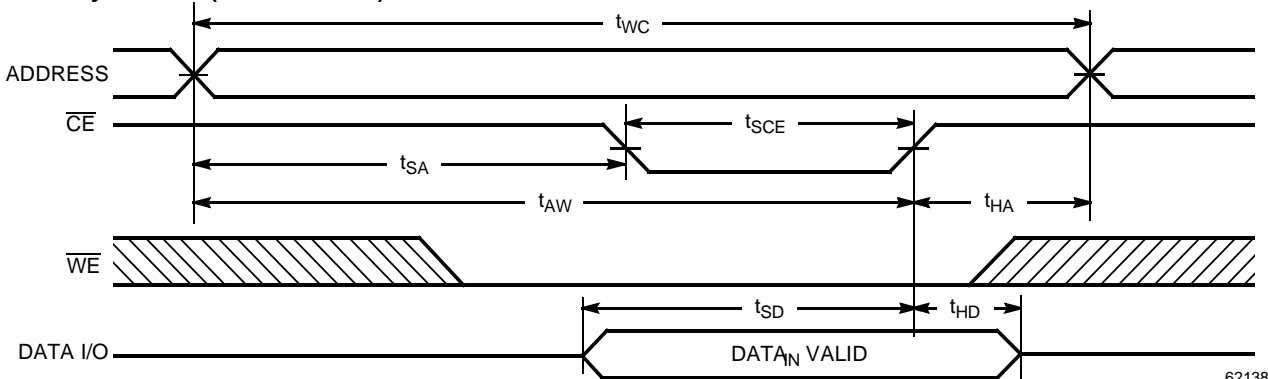 tWC
ADDRESS
CE
tSCE
tSA
tAW
tHA
WE
tSD
tHD
DATA I/O
DATAIN VALID
62138